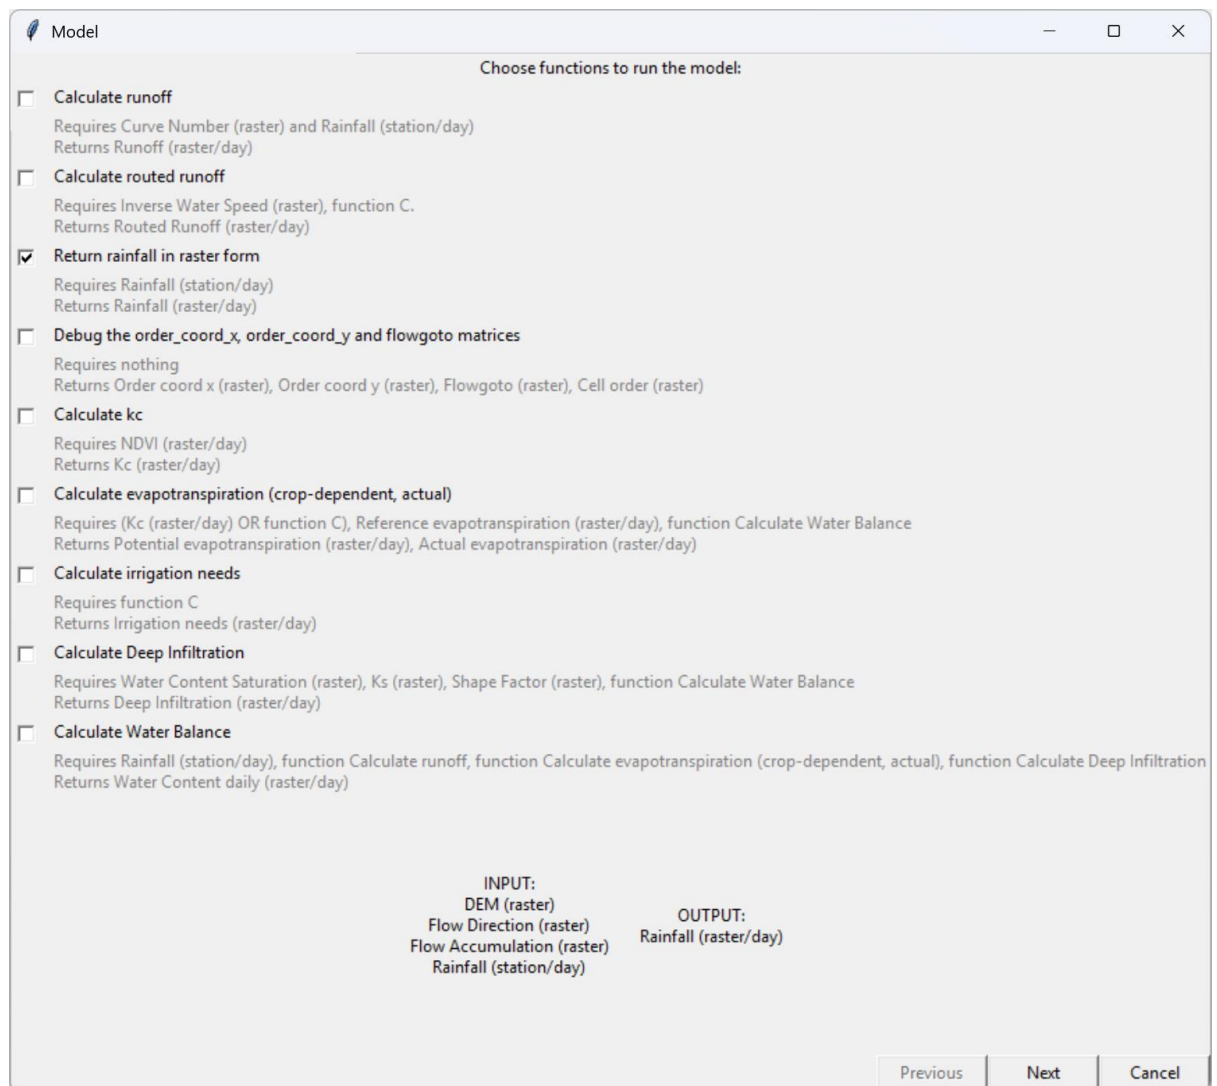 Model
Choose functions to run the model:
Calculate runoff
Requires Curve Number (raster) and Rainfall (station/day)
Returns Runoff (raster/day)
Calculate routed runoff
Requires Inverse Water Speed (raster), function C.
Returns Routed Runoff (raster/day)
Return rainfall in raster form
Requires Rainfall (station/day)
Returns Rainfall (raster/day)
Debug the order_coord_x, order_coord_y and flowgoto matrices
Requires nothing
Returns Order coord x (raster), Order coord y (raster), Flowgoto (raster), Cell order (raster)
Calculate kc
Requires NDVI (raster/day)
Returns Kc (raster/day)
Calculate evapotranspiration (crop-dependent, actual)
Requires (Kc (raster/day) OR function C), Reference evapotranspiration (raster/day), function Calculate Water Balance
Returns Potential evapotranspiration (raster/day), Actual evapotranspiration (raster/day)
Calculate irrigation needs
Requires function C
Returns Irrigation needs (raster/day)
Calculate Deep Infiltration
Requires Water Content Saturation (raster), Ks (raster), Shape Factor (raster), function Calculate Water Balance
Returns Deep Infiltration (raster/day)
Calculate Water Balance
Requires Rainfall (station/day), function Calculate runoff, function Calculate evapotranspiration (crop-dependent, actual), function Calculate Deep Infiltration
Returns Water Content daily (raster/day)
INPUT:
DEM (raster)
Flow Direction (raster)
Flow Accumulation (raster)
Rainfall (station/day)
OUTPUT:
Rainfall (raster/day)
Previous
Next
Cancel